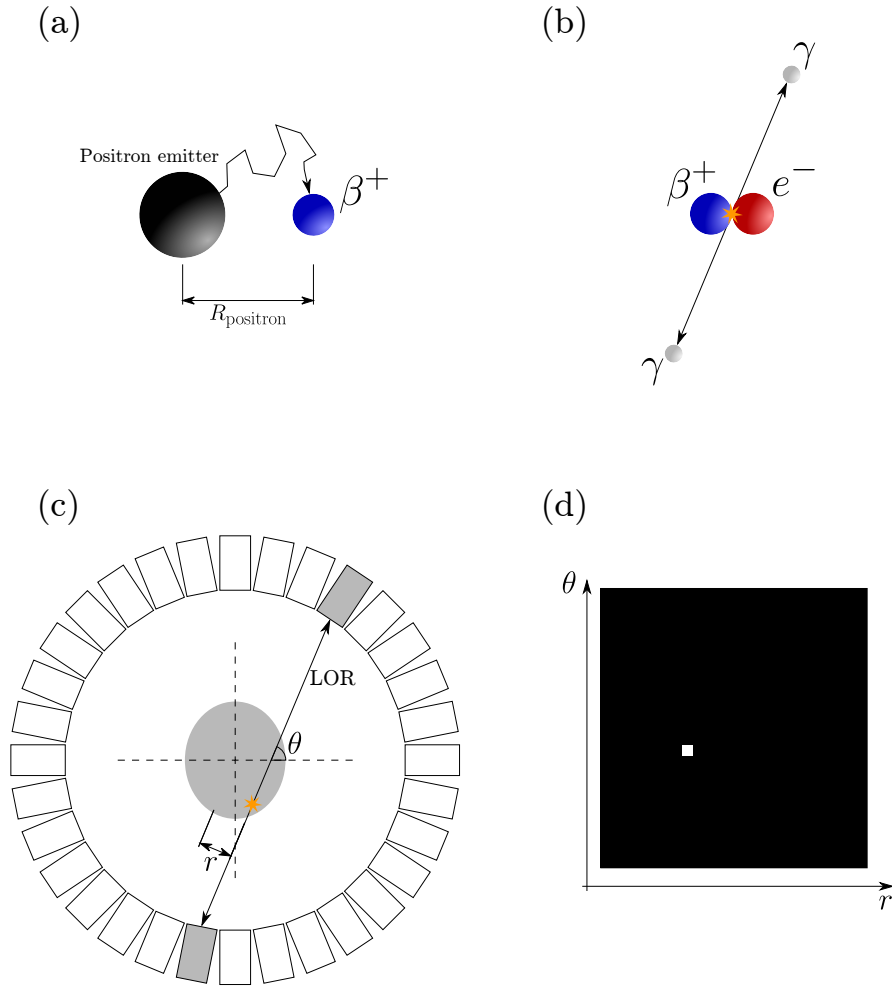 (a)
Positron emitter
β⁺
R_positron
(b)
γ
β⁺
e⁻
γ
(c)
LOR
θ
r
(d)
θ
r